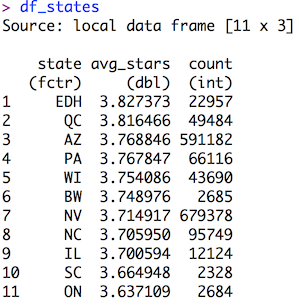 > df_states
Source: local data frame [11 x 3]
state avg_stars count
(fctr) (dbl) (int)
1 EDH 3.827373 22957
2 QC 3.816466 49484
3 AZ 3.768846 591182
4 PA 3.767847 66116
5 WI 3.754086 43690
6 BW 3.748976 2685
7 NV 3.714917 679378
8 NC 3.705950 95749
9 IL 3.700594 12124
10 SC 3.664948 2328
11 ON 3.637109 2684